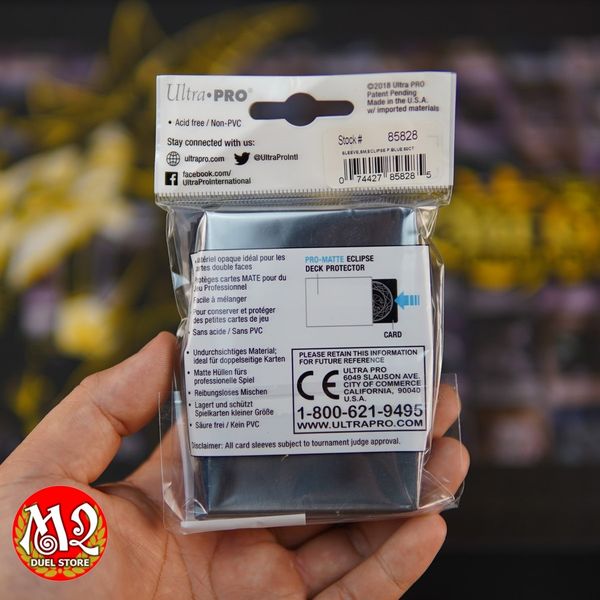 Ultra•PRO®
• Acid free / Non-PVC
Stay connected with us:
ultrapro.com @UltraProIntl
facebook.com/
UltraProInternational
©2018 Ultra PRO
Patent Pending
Made in the U.S.A.
w/ imported materials
Stock # 85828
SLEEVE,SM,ECLIPSE P.BLUE 60CT
0 74427 85828 5
Matériel opaque idéal pour les
cartes double faces
Protèges cartes MATE pour du
Jeu Professionnel
Facile à mélanger
Pour conserver et protéger
des petites cartes de jeu
Sans acide / Sans PVC
• Undurchsichtiges Material;
ideal für doppelseitige Karten
• Matte Hüllen fürs
professionelle Spiel
• Reibungsloses Mischen
• Lagert und schützt
Spielkarten kleiner Größe
• Säure frei / Kein PVC
PRO-MATTE ECLIPSE
DECK PROTECTOR
CARD
PLEASE RETAIN THIS INFORMATION
FOR FUTURE REFERENCE
CE
ULTRA PRO
6049 SLAUSON AVE.
CITY OF COMMERCE
CALIFORNIA, 90040
U.S.A.
1-800-621-9495
WWW.ULTRAPRO.COM
Disclaimer: All card sleeves subject to tournament judge approval.
M2
DUEL STORE